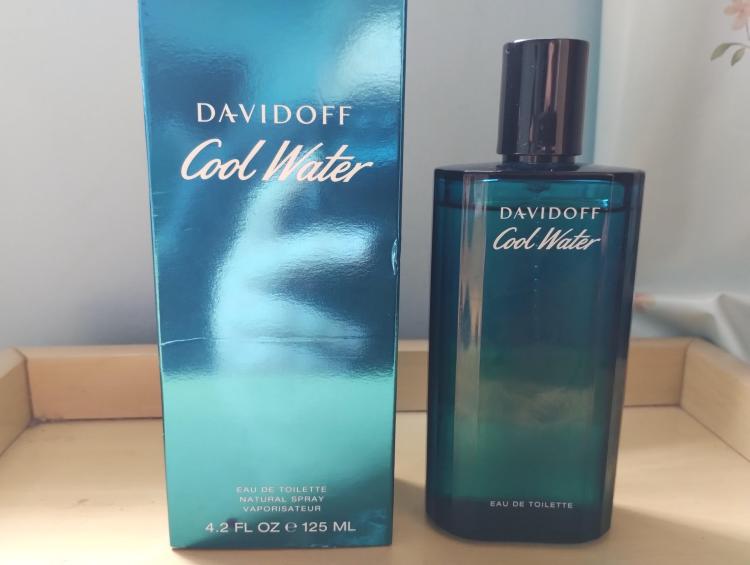 DAVIDOFF
Cool Water
EAU DE TOILETTE
NATURAL SPRAY
VAPORISATEUR
4.2 FL OZ ℮ 125 ML
DAVIDOFF
Cool Water
EAU DE TOILETTE